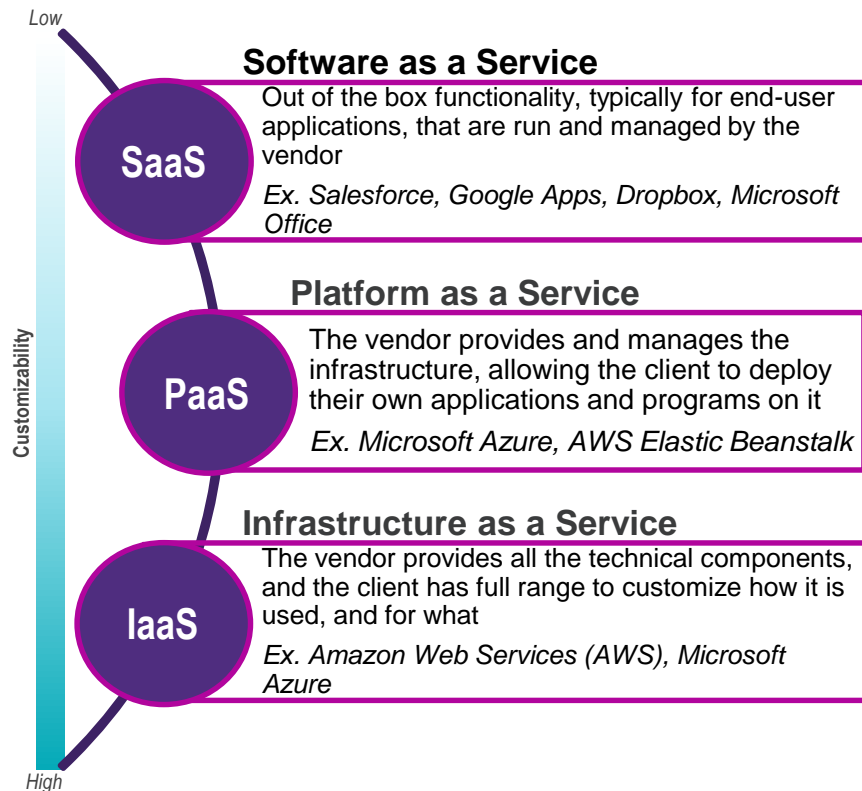 Low
Software as a Service
SaaS
Out of the box functionality, typically for end-user
applications, that are run and managed by the
vendor
Ex. Salesforce, Google Apps, Dropbox, Microsoft
Office
Customizability
Platform as a Service
PaaS
The vendor provides and manages the
infrastructure, allowing the client to deploy
their own applications and programs on it
Ex. Microsoft Azure, AWS Elastic Beanstalk
Infrastructure as a Service
IaaS
The vendor provides all the technical components,
and the client has full range to customize how it is
used, and for what
Ex. Amazon Web Services (AWS), Microsoft
Azure
High